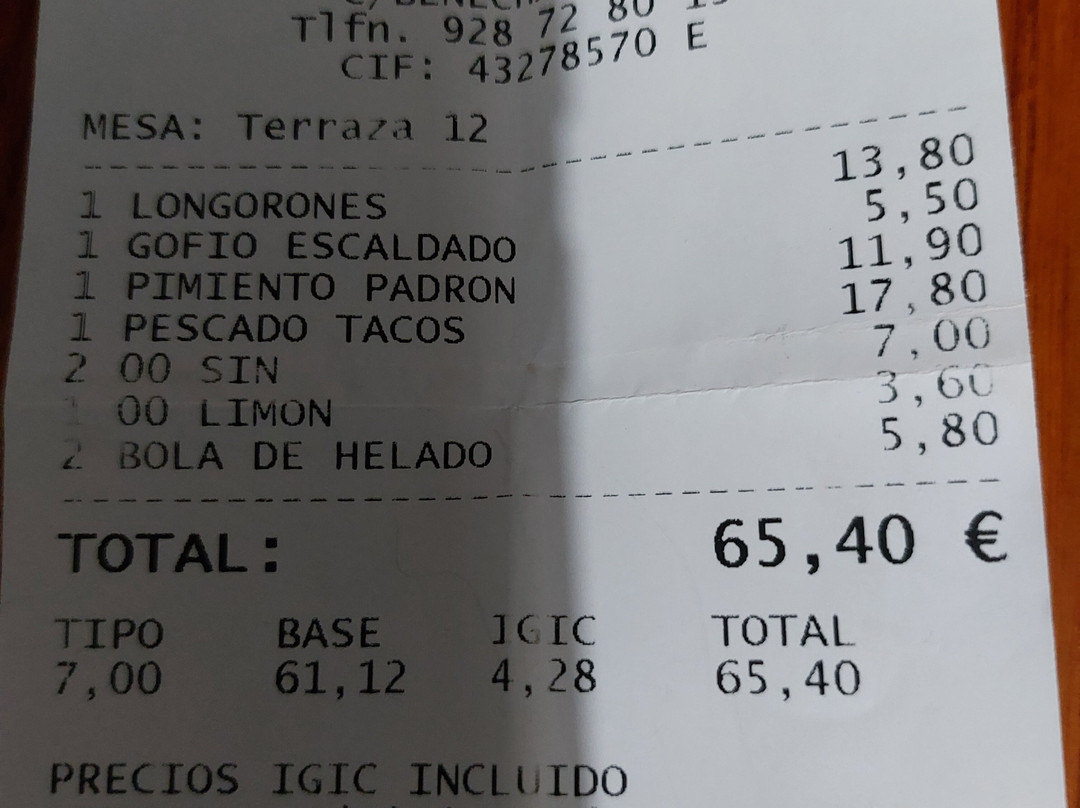 Tlfn. 928 72 80
CIF: 43278570 E
MESA: Terraza 12
1 LONGORONES 13,80
1 GOFIO ESCALDADO 5,50
1 PIMIENTO PADRON 11,90
1 PESCADO TACOS 17,80
2 00 SIN 7,00
1 00 LIMON 3,60
2 BOLA DE HELADO 5,80
TOTAL: 65,40 €
TIPO BASE IGIC TOTAL
7,00 61,12 4,28 65,40
PRECIOS IGIC INCLUIDO